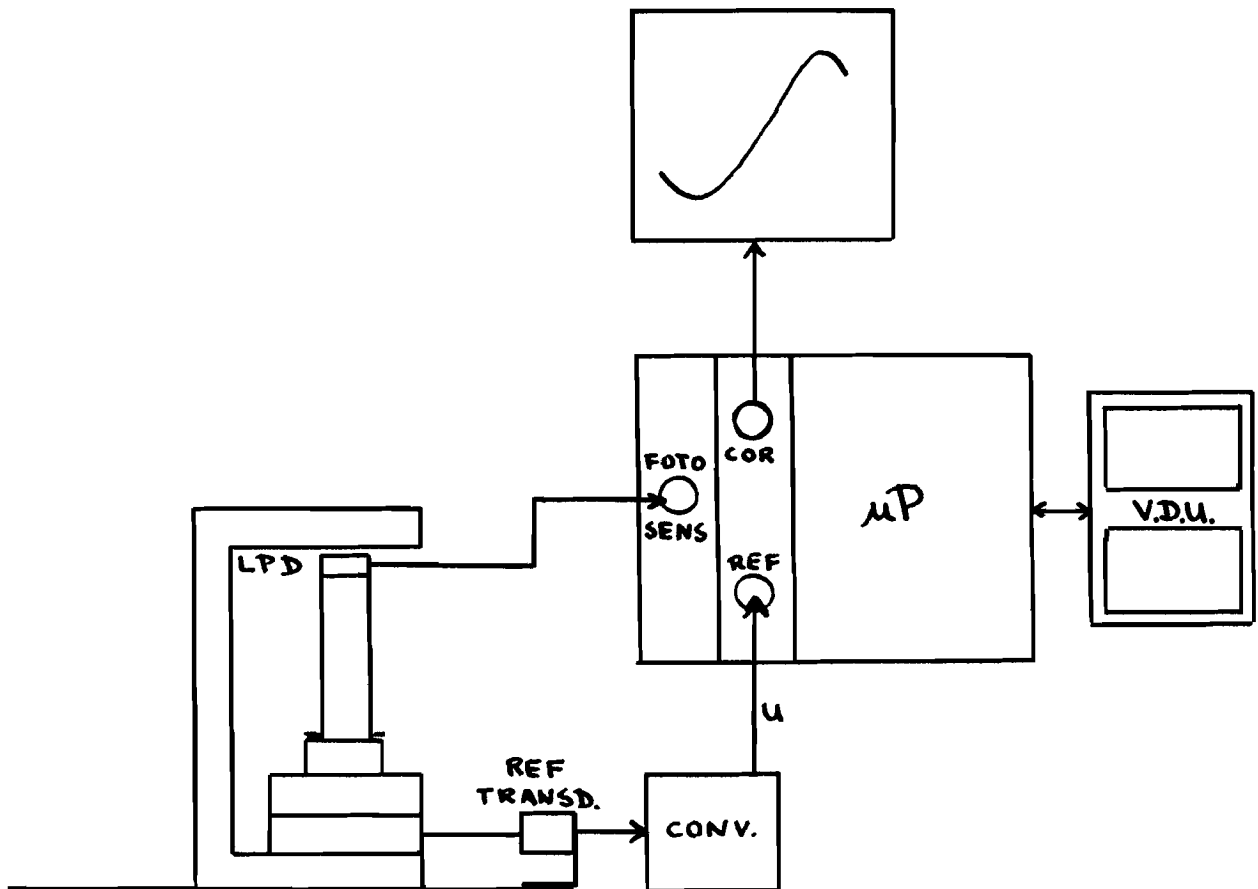 FOTO
SENS
COR
REF
µP
V.D.U.
LPD
U
REF
TRANSD.
CONV.